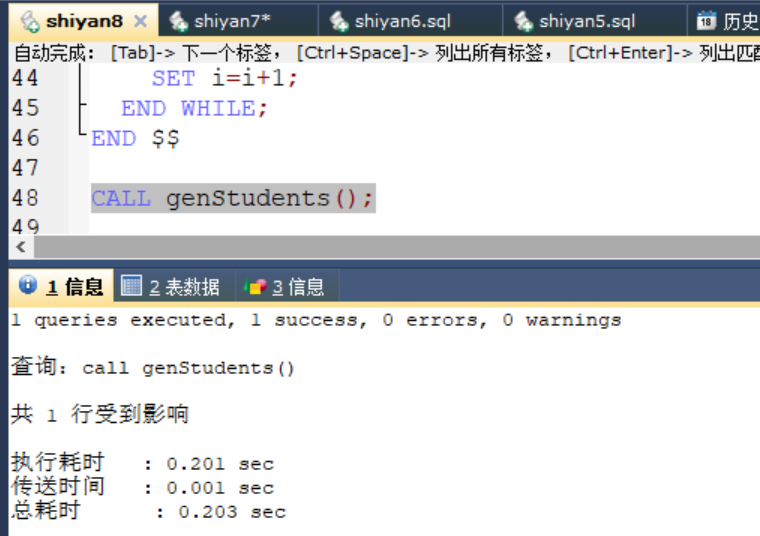 shiyan8 shiyan7* shiyan6.sql shiyan5.sql 18 历史
自动完成: [Tab]-> 下一个标签, [Ctrl+Space]-> 列出所有标签, [Ctrl+Enter]-> 列出匹配
44 SET i=i+1;
45 END WHILE;
46 END $$
47
48 CALL genStudents();
49
1 信息 2 表数据 3 信息
1 queries executed, 1 success, 0 errors, 0 warnings
查询: call genStudents()
共 1 行受到影响
执行耗时 : 0.201 sec
传送时间 : 0.001 sec
总耗时 : 0.203 sec